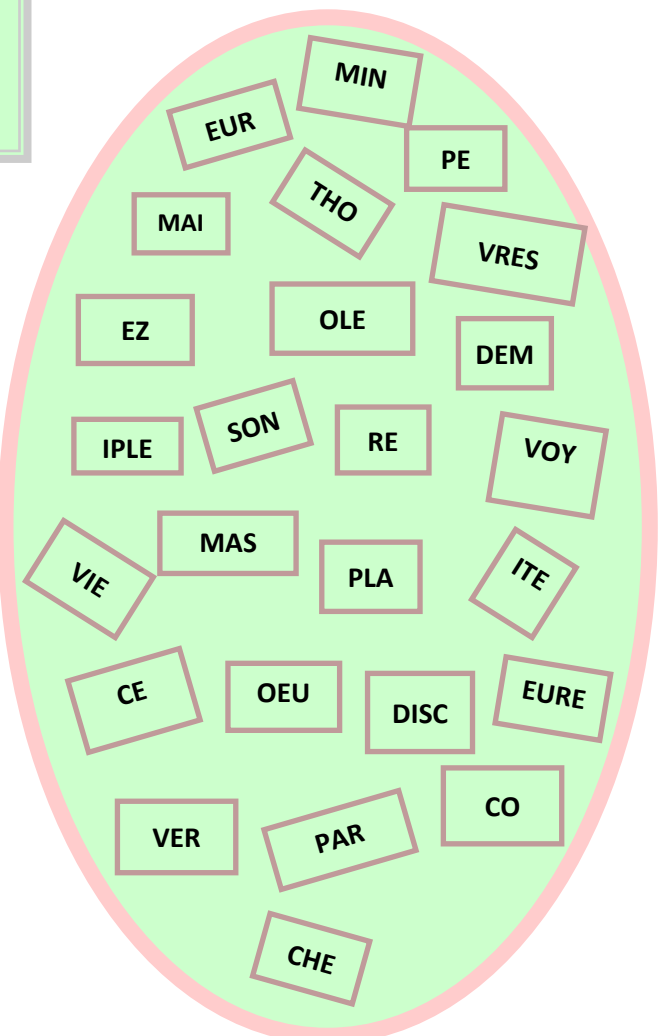 MIN
EUR
PE
THO
MAI
VRES
OLE
EZ
DEM
SON
RE
IPLE
VOY
MAS
PLA
VIE
ITE
CE
OEU
DISC
EURE
CO
VER
PAR
CHE